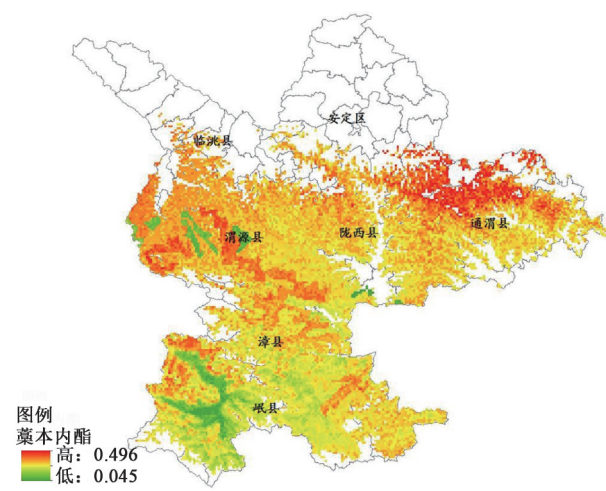 安定区
临洮县
通渭县
渭源县
陇西县
漳县
岷县
图例
藁本内酯
高：0.496
低：0.045